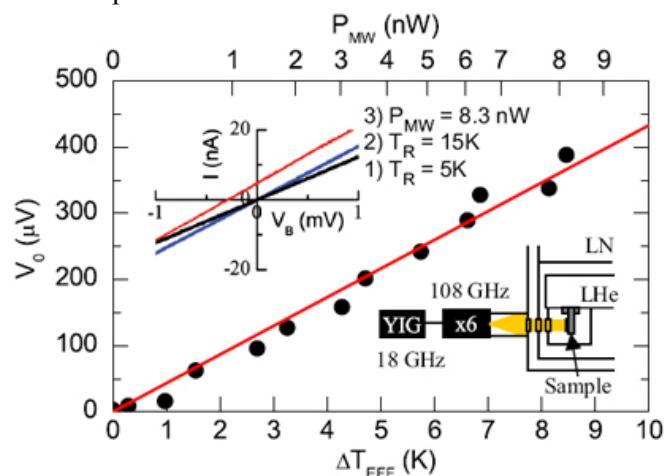 P_MW (nW)
0 1 2 3 4 5 6 7 8 9
500
400
300
200
100
0
V_0 (μV)
20
I (nA)
0
-1 0 1
V_B (mV)
-20
3) P_MW = 8.3 nW
2) T_R = 15K
1) T_R = 5K
LN
LHe
108 GHz
YIG x6
18 GHz
Sample
0 1 2 3 4 5 6 7 8 9 10
ΔT_EFF (K)